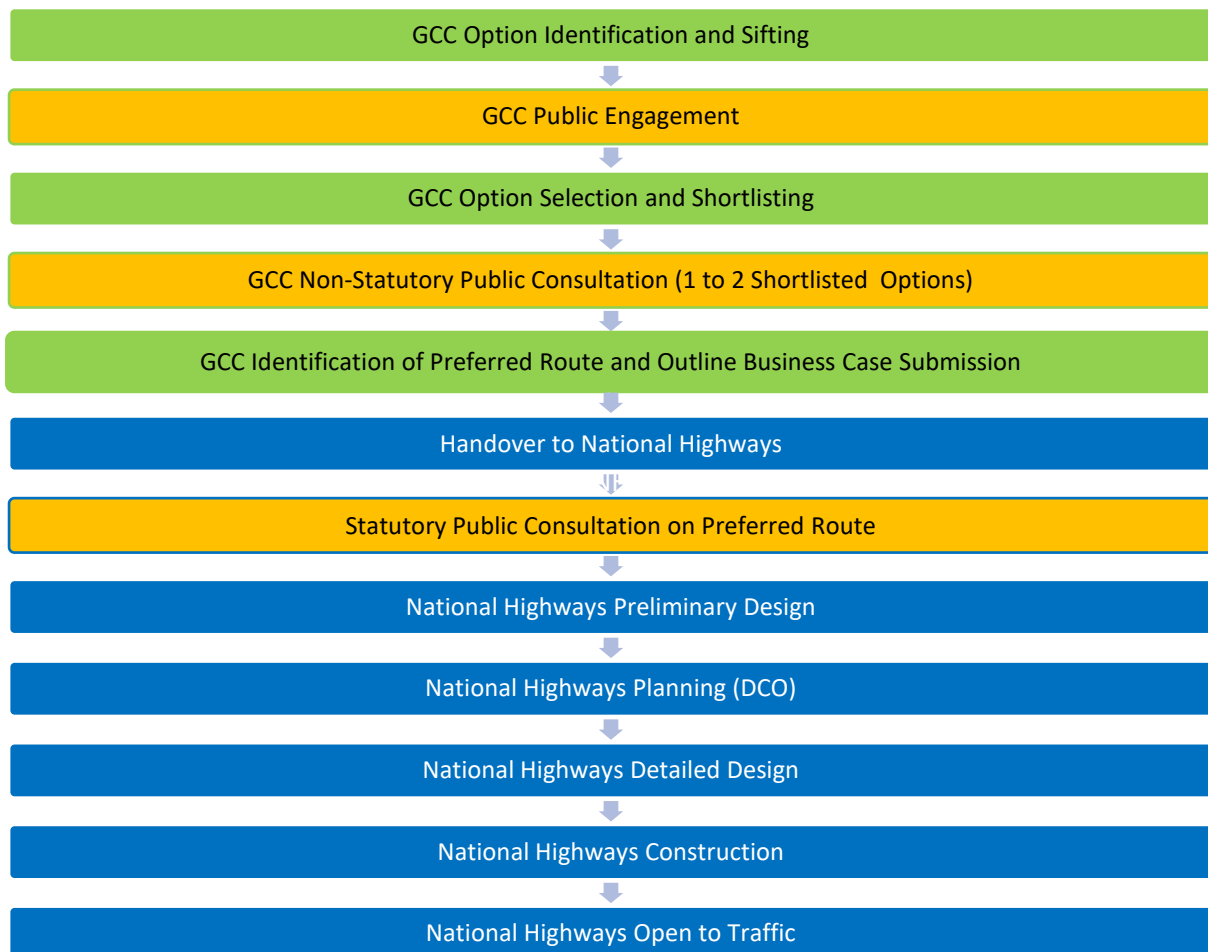 GCC Option Identification and Sifting
GCC Public Engagement
GCC Option Selection and Shortlisting
GCC Non-Statutory Public Consultation (1 to 2 Shortlisted  Options)
GCC Identification of Preferred Route and Outline Business Case Submission
Handover to National Highways
Statutory Public Consultation on Preferred Route
National Highways Preliminary Design
National Highways Planning (DCO)
National Highways Detailed Design
National Highways Construction
National Highways Open to Traffic